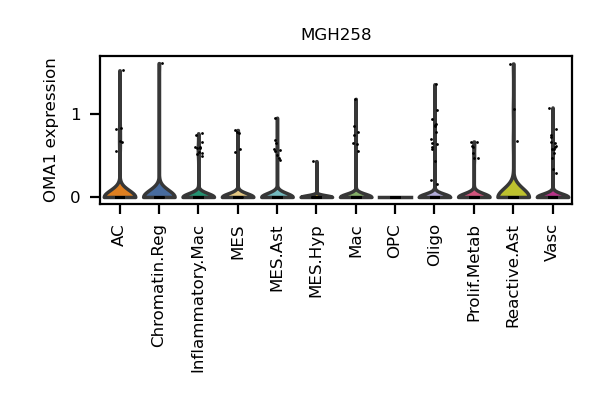 MGH258
OMA1 expression
1
0
AC
Chromatin.Reg
Inflammatory.Mac
MES
MES.Ast
MES.Hyp
Mac
OPC
Oligo
Prolif.Metab
Reactive.Ast
Vasc